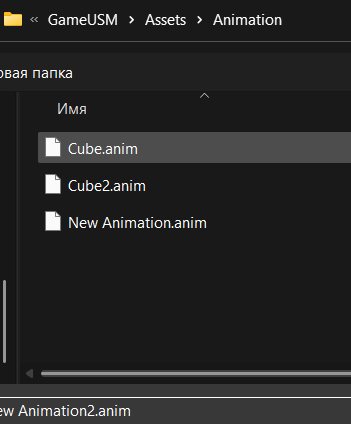 « GameUSM > Assets > Animation
овая папка
Имя
Cube.anim
Cube2.anim
New Animation.anim
ew Animation2.anim